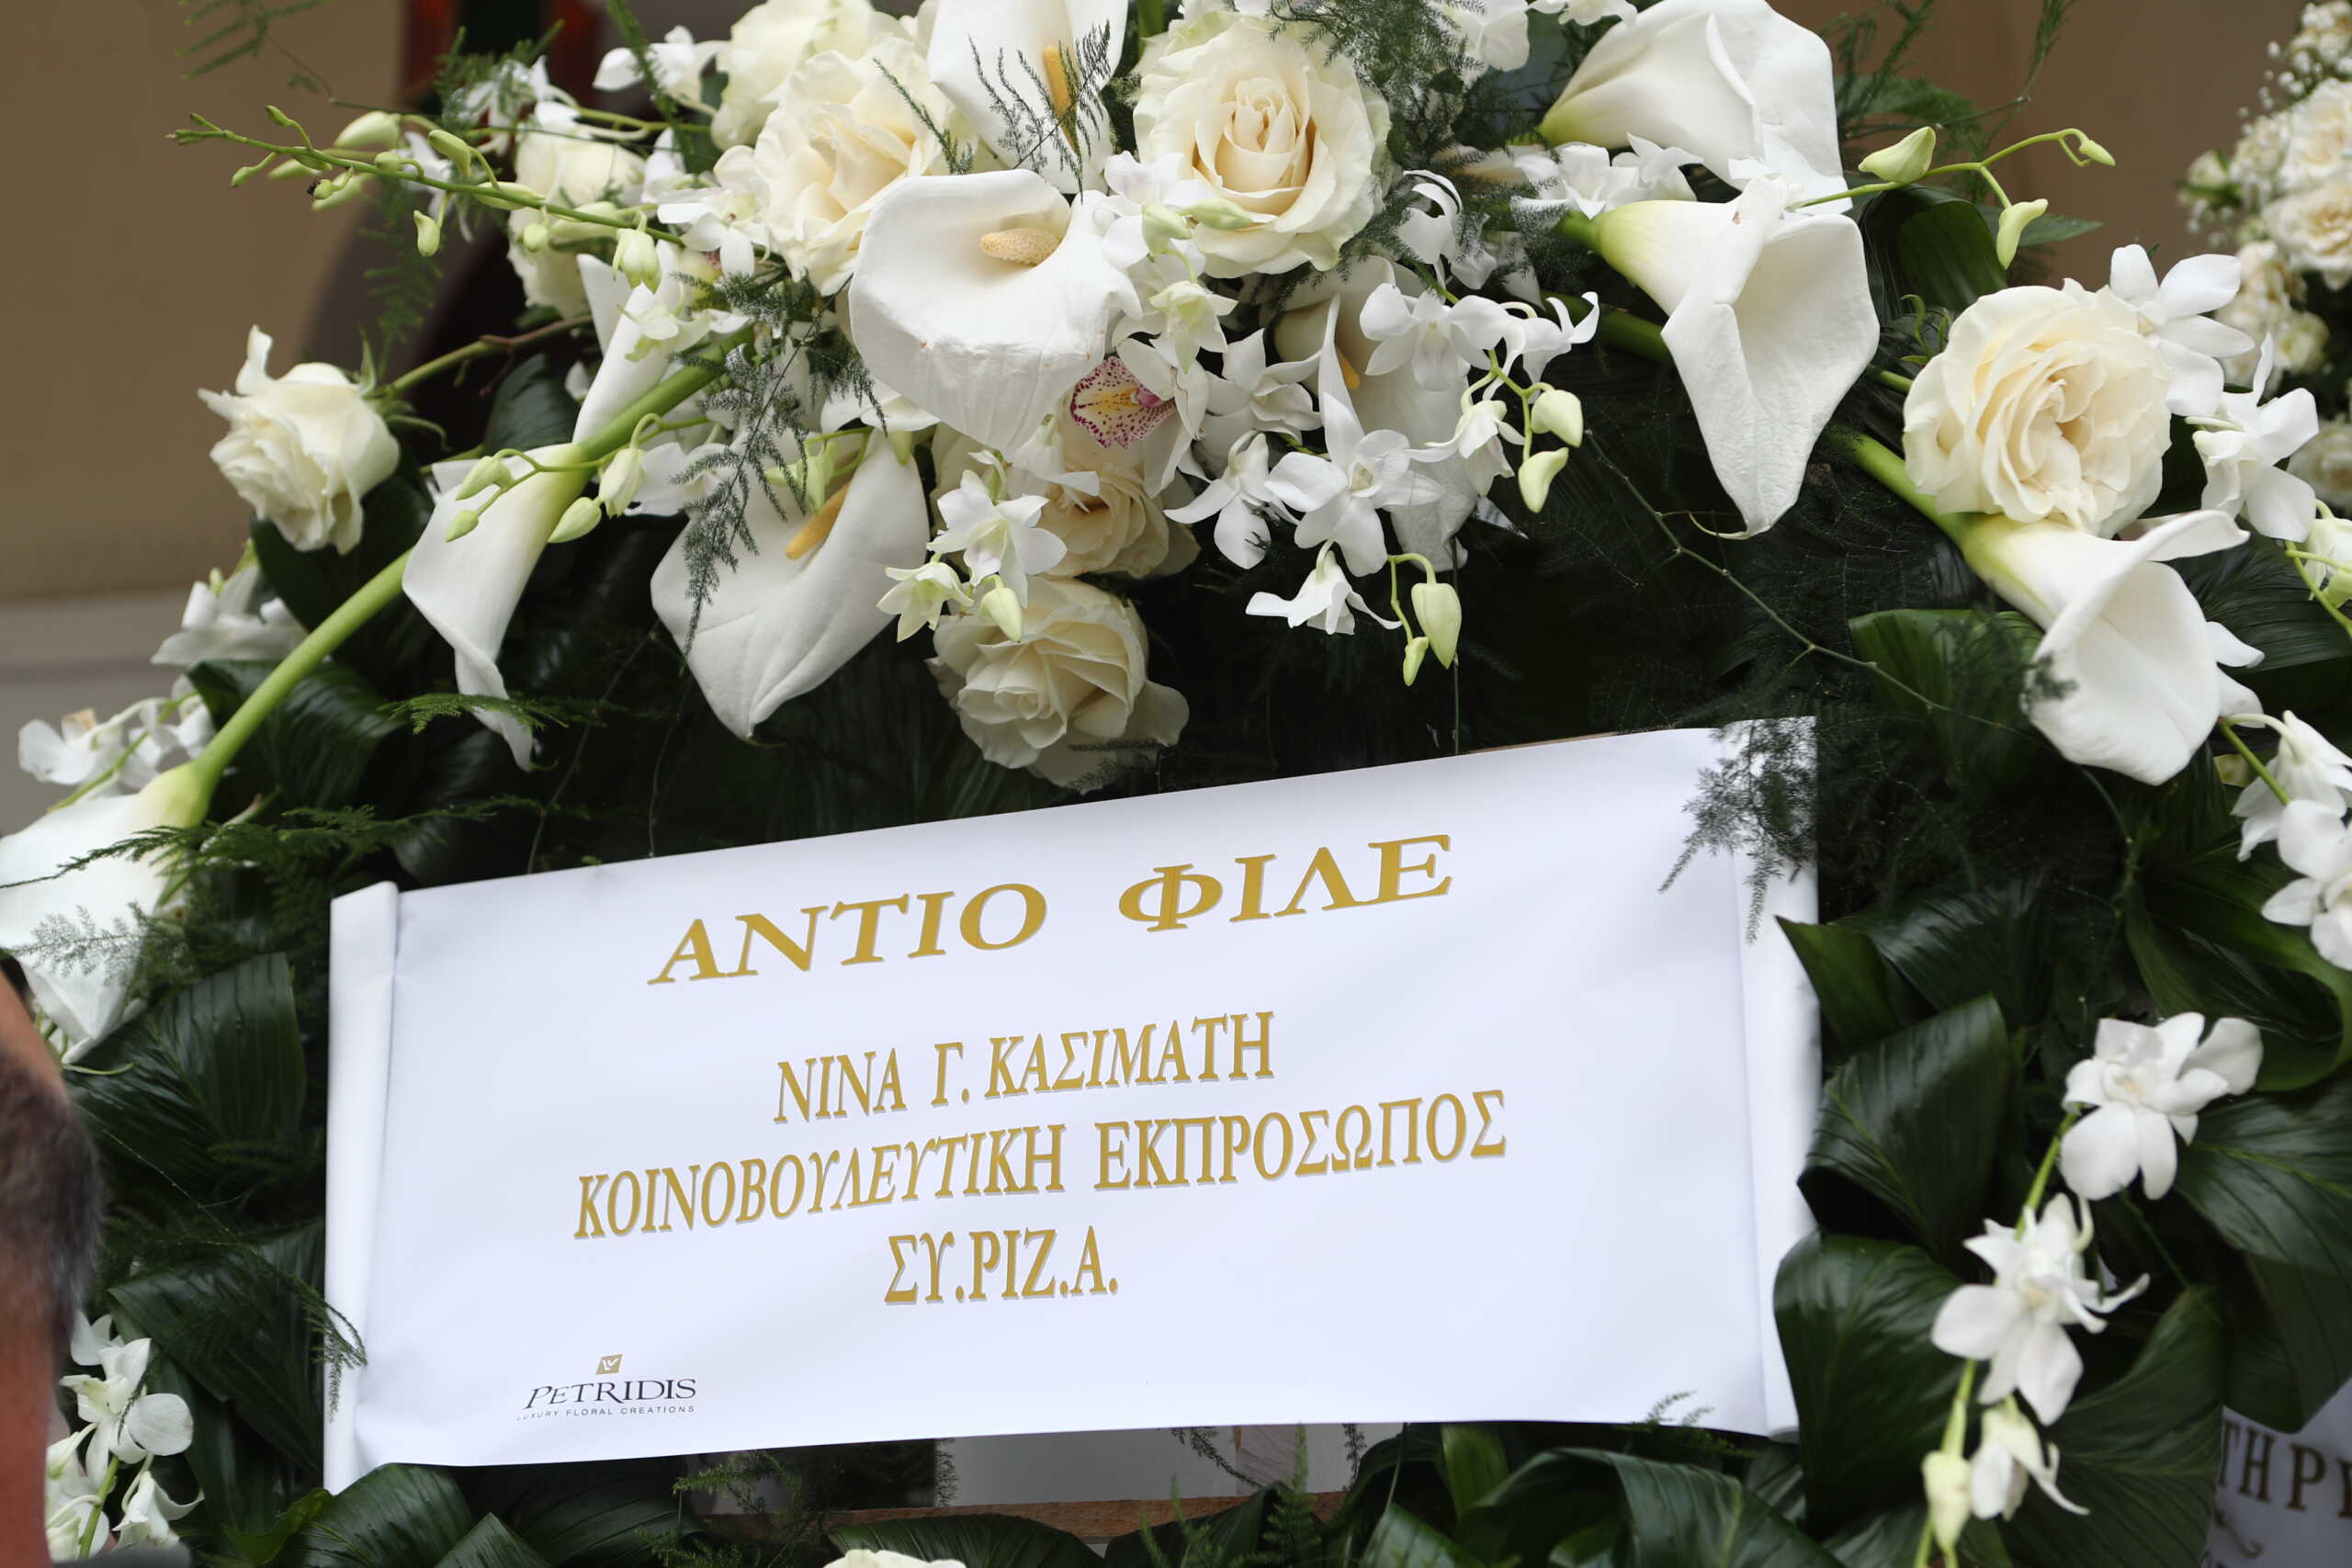 ΑΝΤΙΟ ΦΙΛΕ
ΝΙΝΑ Γ. ΚΑΣΙΜΑΤΗ
ΚΟΙΝΟΒΟΥΛΕΥΤΙΚΗ ΕΚΠΡΟΣΩΠΟΣ
ΣΥ.ΡΙΖ.Α.
PETRIDIS
LUXURY FLORAL CREATIONS